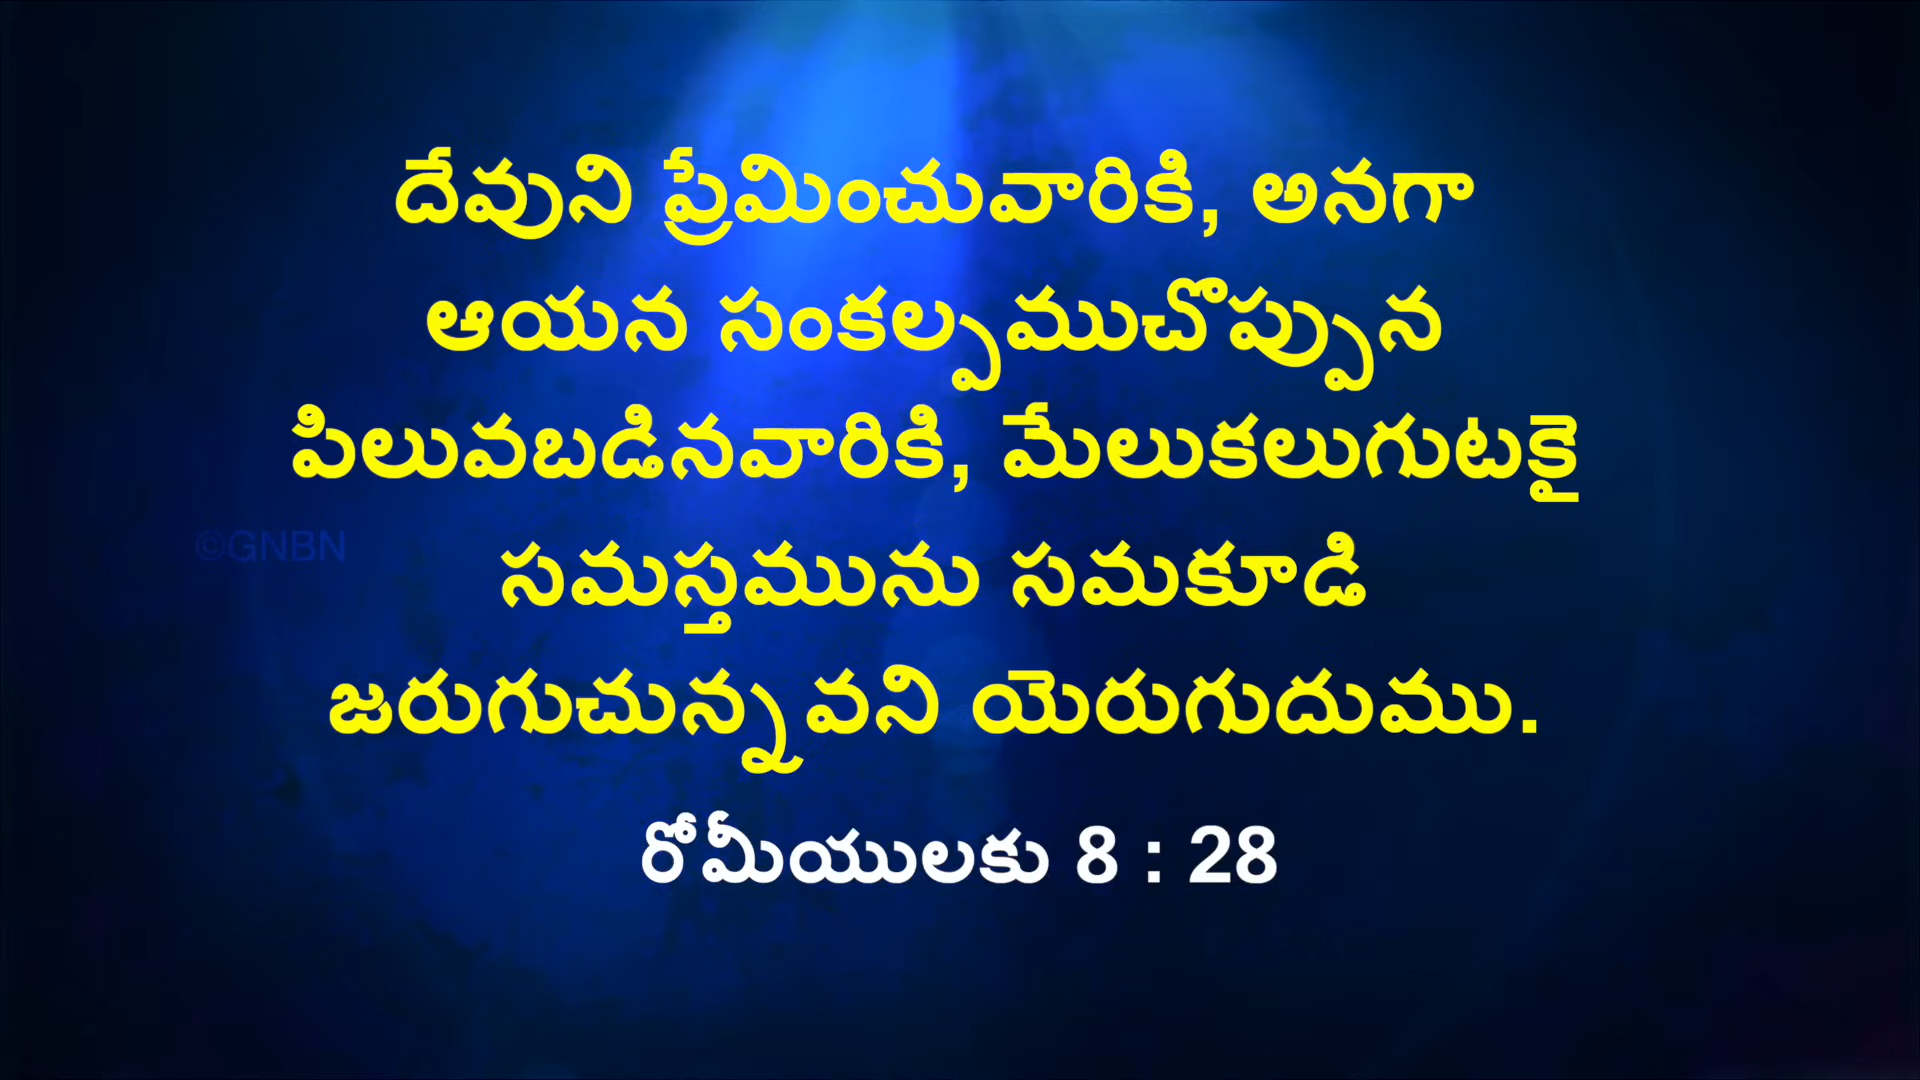 దేవుని ప్రేమించువారికి, అనగా
ఆయన సంకల్పముచొప్పున
పిలువబడినవారికి, మేలుకలుగుటకై
©GNBN
సమస్తమును సమకూడి
జరుగుచున్నవని యెరుగుదుము.
రోమీయులకు 8 : 28